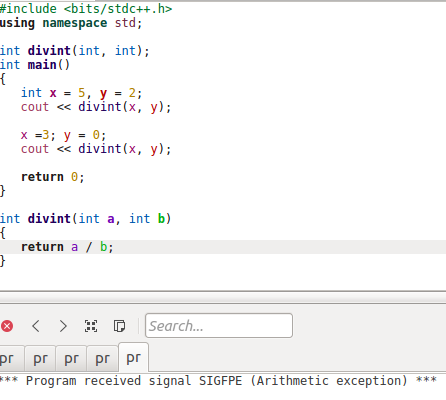 #include <bits/stdc++.h>
using namespace std;
int divint(int, int);
int main()
{
int x = 5, y = 2;
cout << divint(x, y);
x =3; y = 0;
cout << divint(x, y);
return 0;
}
int divint(int a, int b)
{
return a / b;
}
Search...
pr pr pr pr pr
*** Program received signal SIGFPE (Arithmetic exception) ***